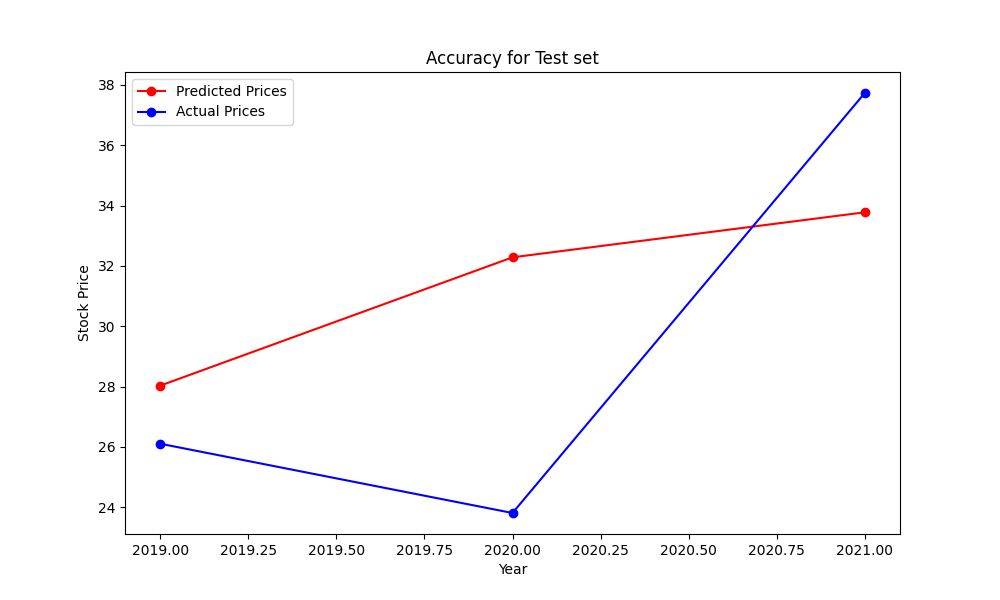 Accuracy for Test set
Predicted Prices
Actual Prices
38
36
34
32
30
28
26
24
Stock Price
2019.00 2019.25 2019.50 2019.75 2020.00 2020.25 2020.50 2020.75 2021.00
Year